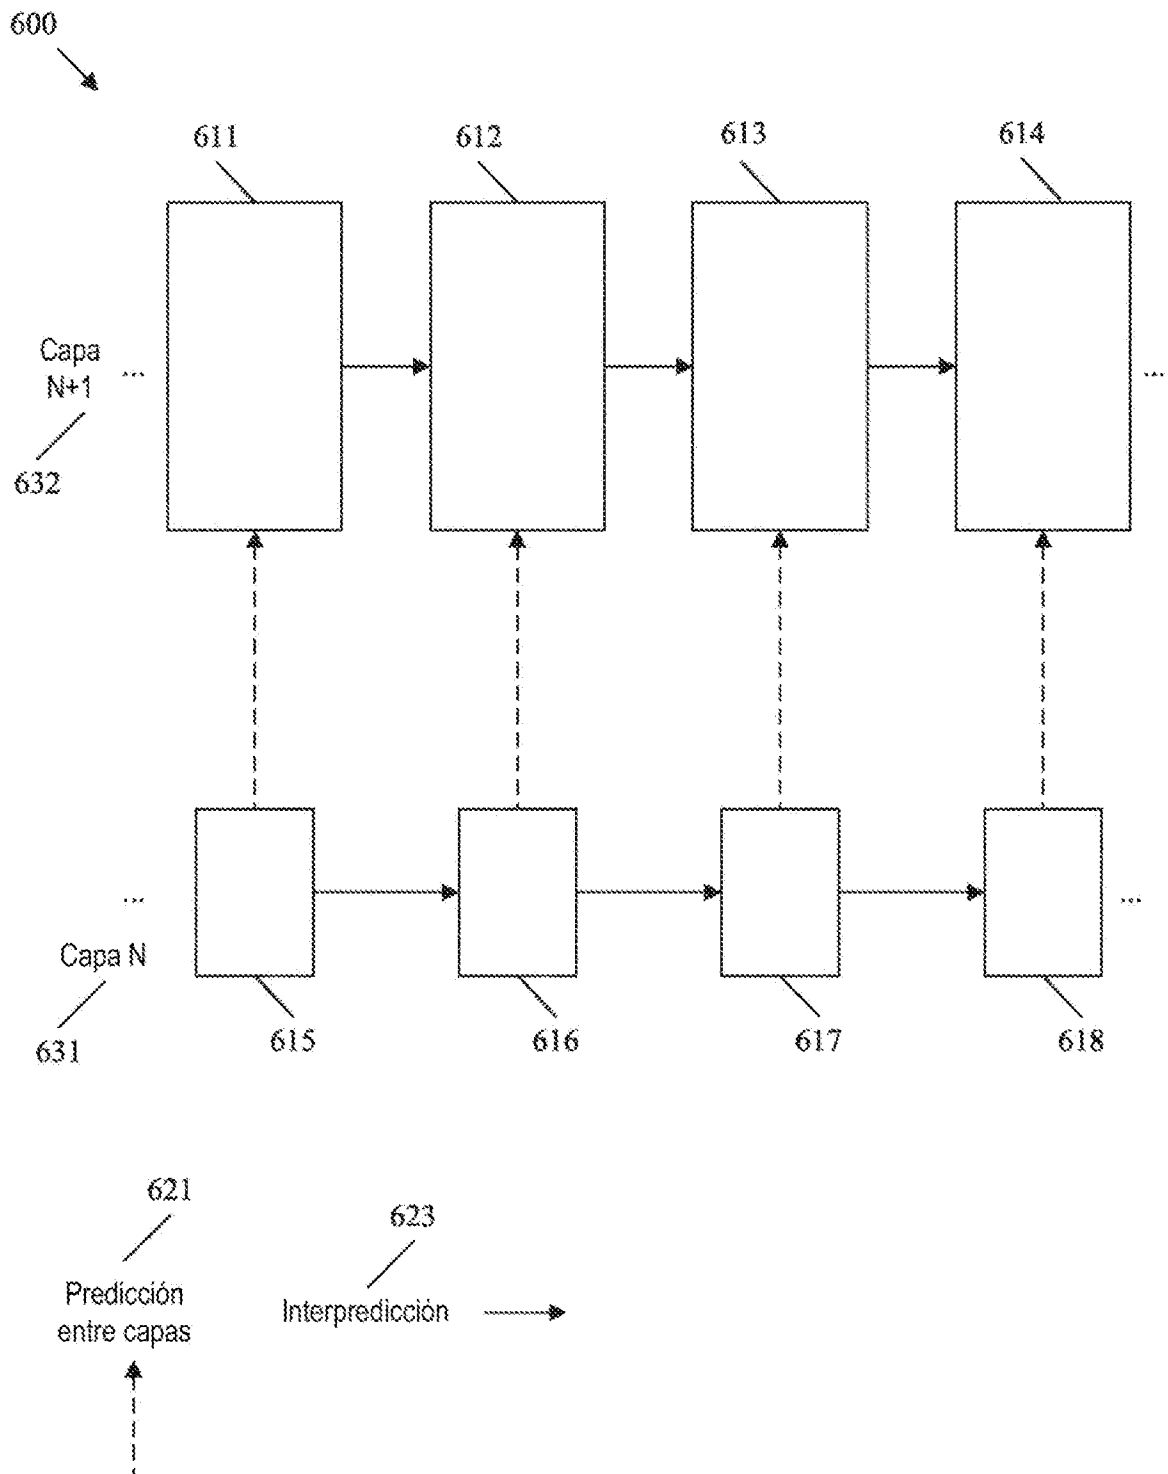 600
611
612
613
614
Capa
N+1
...
...
632
...
...
Capa N
631
615
616
617
618
621
623
Predicción
entre capas
Interpredicción